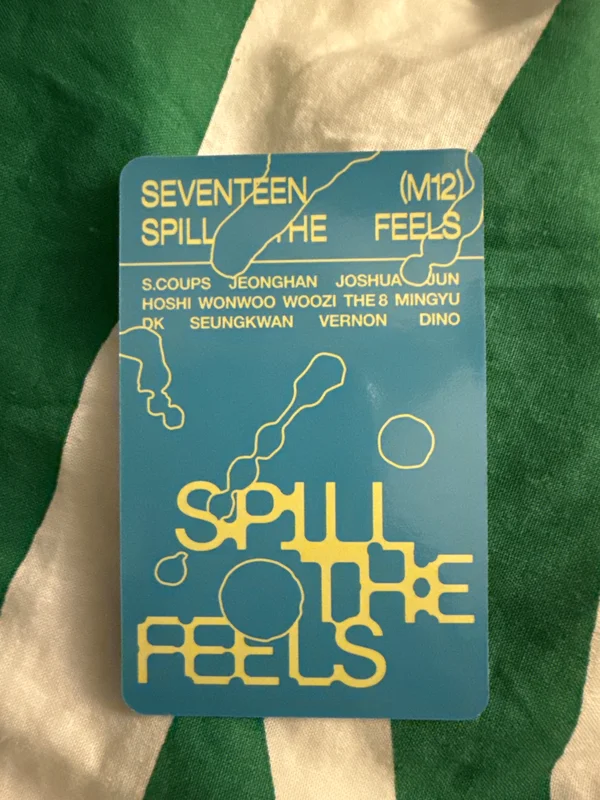 SEVENTEEN (M12)
SPILL THE FEELS
S.COUPS JEONGHAN JOSHUA JUN
HOSHI WONWOO WOOZI THE 8 MINGYU
DK SEUNGKWAN VERNON DINO
SPILL
THE
FEELS